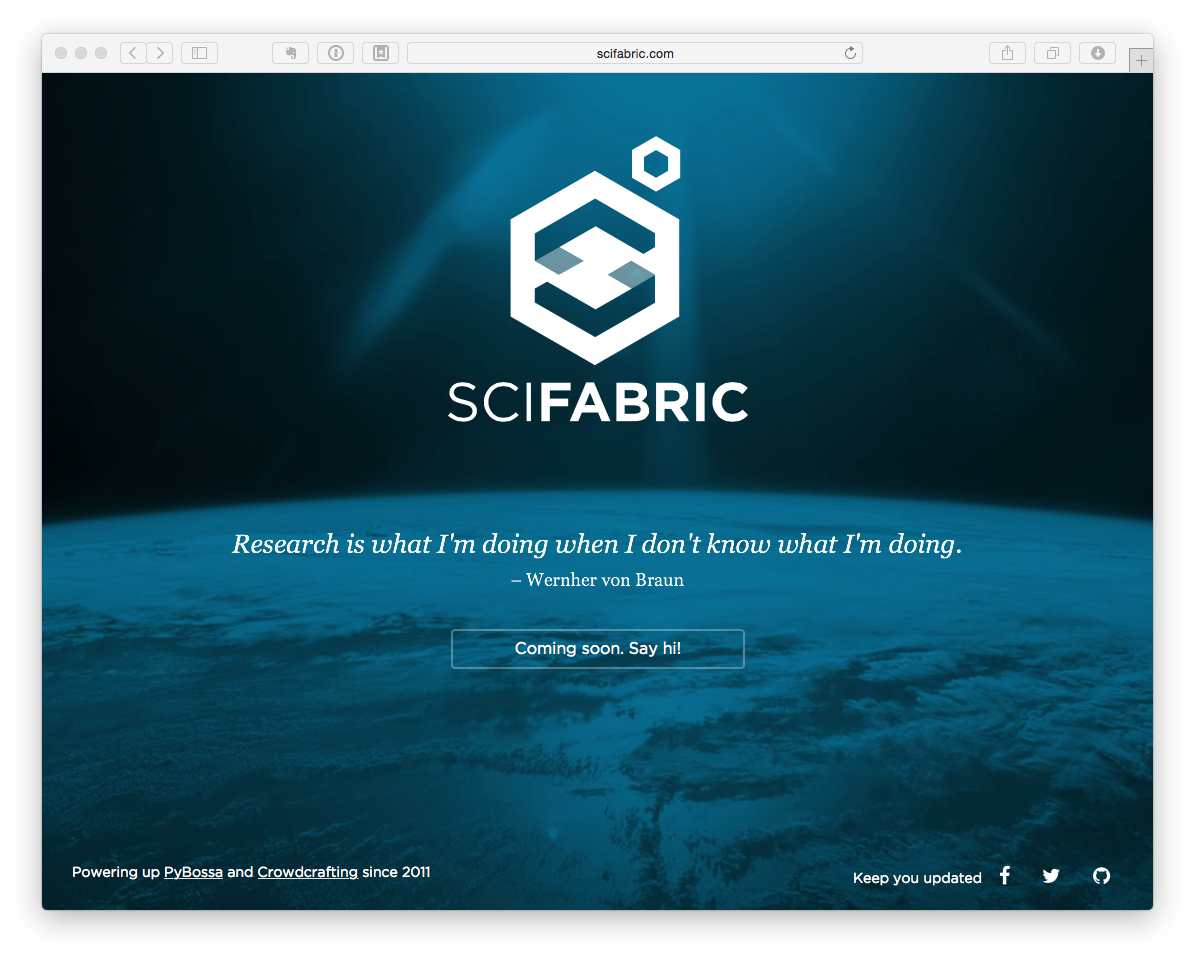 scifabric.com
SCIFABRIC
Research is what I'm doing when I don't know what I'm doing.
– Wernher von Braun
Coming soon. Say hi!
Powering up PyBossa and Crowdcrafting since 2011
Keep you updated